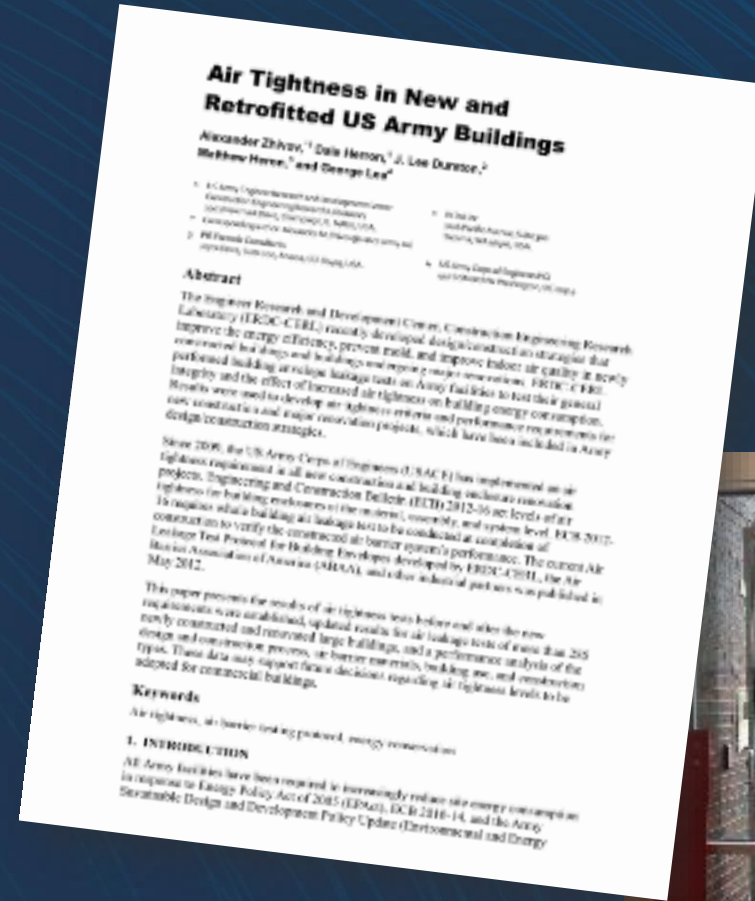 Air Tightness in New and
Retrofitted US Army Buildings
Alexander Zhivov, Dale Herron, J. Lee Durston,
Matthew Heron, and George Lea
Abstract
The Engineer Research and Development Center, Construction Engineering Research
Laboratory (ERDC-CERL) recently developed design/construction strategies that
improve the energy efficiency, prevent mold, and improve indoor air quality in newly
constructed buildings and buildings undergoing major renovations. ERDC-CERL
performed building envelope leakage tests on Army facilities to test their general
integrity and the effect of increased air tightness on building energy consumption.
Results were used to develop air tightness criteria and performance requirements for
new construction and major renovation projects, which have been included in Army
design/construction strategies.
Since 2009, the US Army Corps of Engineers (USACE) has implemented an air
tightness requirement in all new construction and building enclosure renovation
projects. Engineering and Construction Bulletin (ECB) 2012-16 set levels of air
tightness for building enclosures at the material, assembly, and system level. ECB-2012-
16 requires whole building air leakage test to be conducted at completion of
construction to verify the constructed air barrier system's performance. The current Air
Leakage Test Protocol for Building Envelopes developed by ERDC-CERL, the Air
Barrier Association of America (ABAA), and other industrial partners was published in
May 2012.
This paper presents the results of air tightness tests before and after the new
requirements were established, updated results for air leakage tests of more than 285
newly constructed and renovated large buildings, and a performance analysis of the
design and construction process, air barrier materials, building use, and construction
types. These data may support future decisions regarding air tightness levels to be
adopted for commercial buildings.
Keywords
Air tightness, air barrier testing protocol, energy conservation
1. INTRODUCTION
All Army facilities have been required to increasingly reduce site energy consumption
in response to Energy Policy Act of 2005 (EPAct), ECB 2010-14, and the Army
Sustainable Design and Development Policy Update (Environmental and Energy